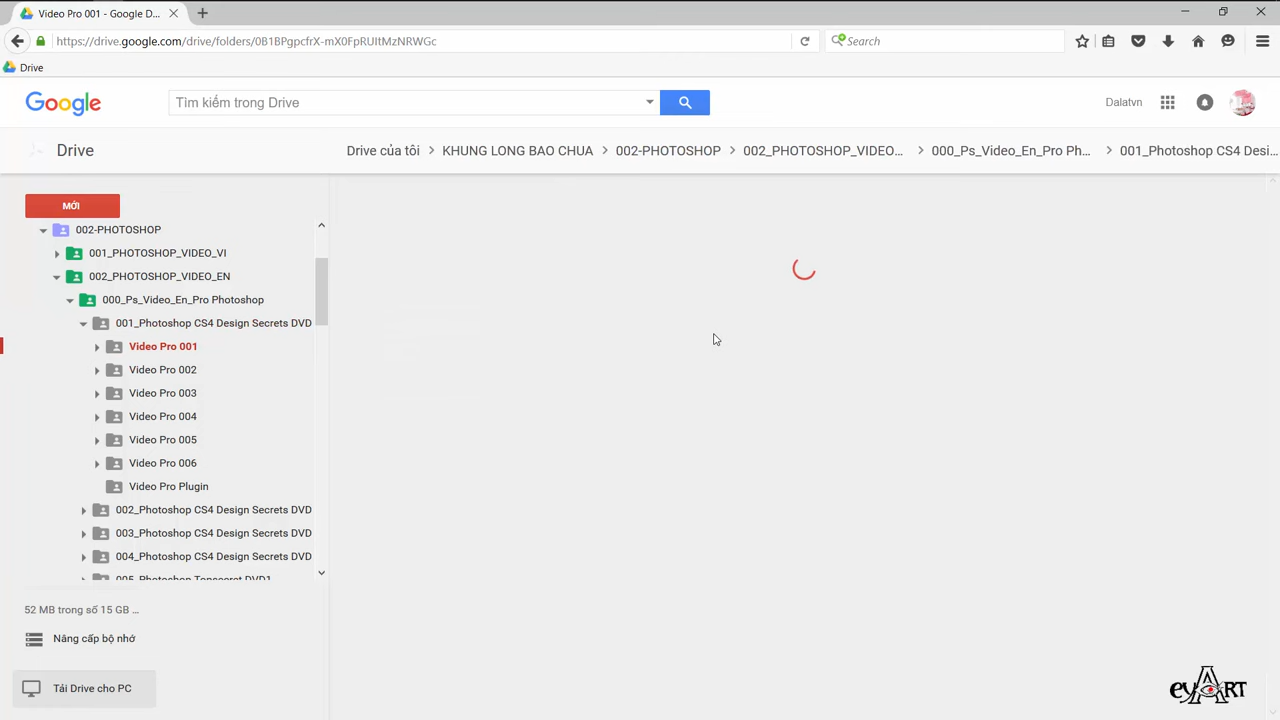 Video Pro 001 - Google D...
https://drive.google.com/drive/folders/0B1BPgpcfrX-mX0FpRUItMzNRWGc
Search
Drive
Google
Tìm kiếm trong Drive
Dalatvn
Drive
Drive của tôi > KHUNG LONG BAO CHUA > 002-PHOTOSHOP > 002_PHOTOSHOP_VIDEO... > 000_Ps_Video_En_Pro Ph... > 001_Photoshop CS4 Desi...
MỚI
002-PHOTOSHOP
001_PHOTOSHOP_VIDEO_VI
002_PHOTOSHOP_VIDEO_EN
000_Ps_Video_En_Pro Photoshop
001_Photoshop CS4 Design Secrets DVD
Video Pro 001
Video Pro 002
Video Pro 003
Video Pro 004
Video Pro 005
Video Pro 006
Video Pro Plugin
002_Photoshop CS4 Design Secrets DVD
003_Photoshop CS4 Design Secrets DVD
004_Photoshop CS4 Design Secrets DVD
005_Photoshop Topsecret DVD1
52 MB trong số 15 GB ...
Nâng cấp bộ nhớ
Tải Drive cho PC
eyART